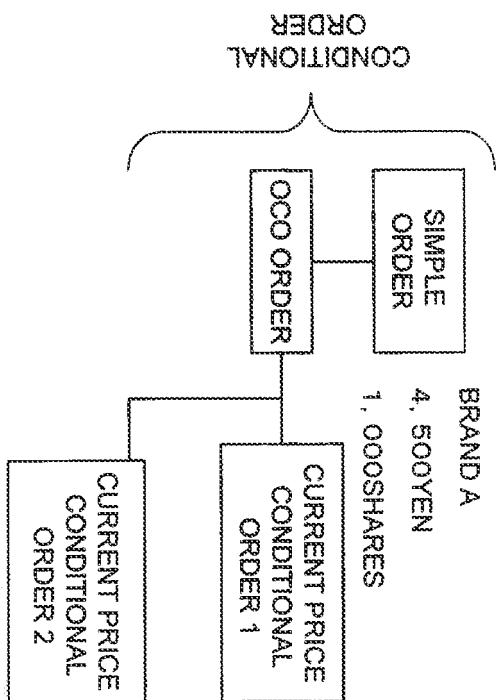 CONDITIONAL
ORDER
SIMPLE
ORDER
BRAND A
4, 500YEN
1, 000SHARES
OCO ORDER
CURRENT PRICE
CONDITIONAL
ORDER 1
CURRENT PRICE
CONDITIONAL
ORDER 2